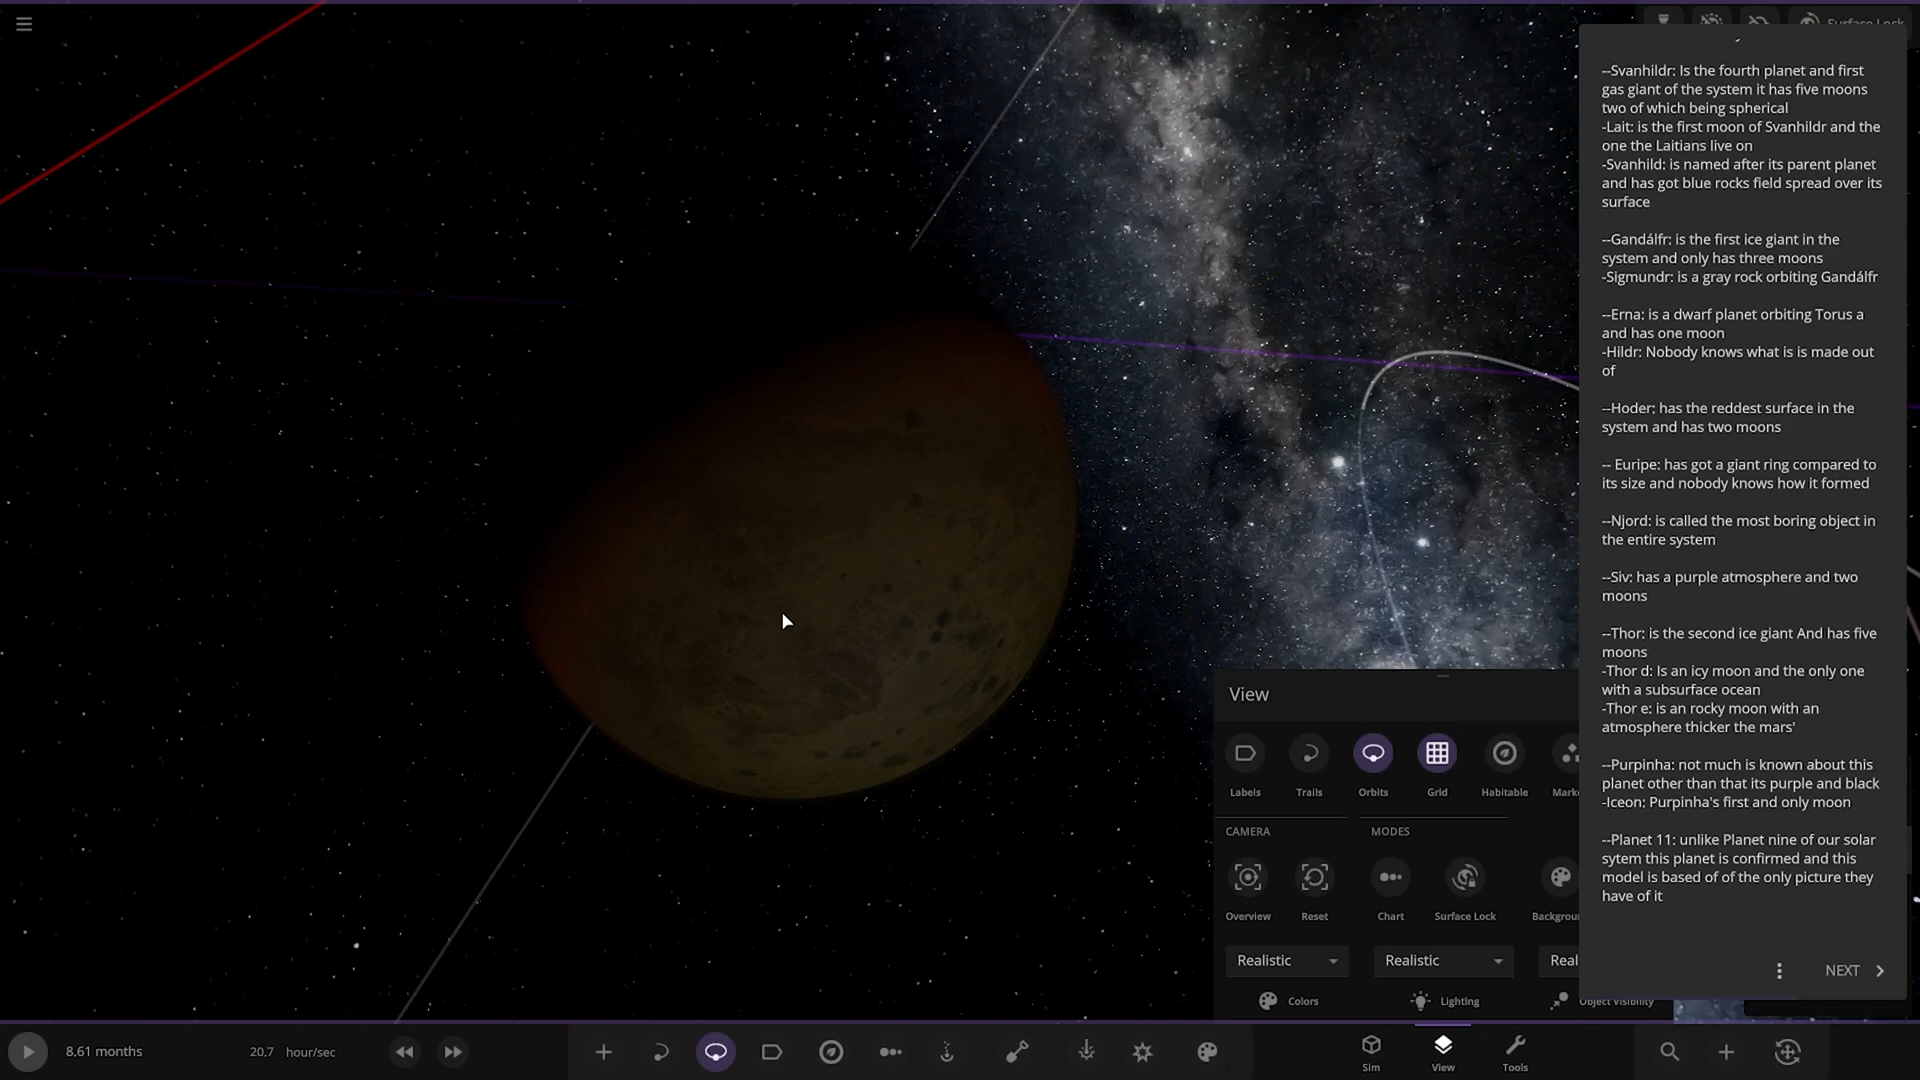 Surface Lock
--Svanhildr: Is the fourth planet and first
gas giant of the system it has five moons
two of which being spherical
-Lait: is the first moon of Svanhildr and the
one the Laitians live on
-Svanhild: is named after its parent planet
and has got blue rocks field spread over its
surface
--Gandálfr: is the first ice giant in the
system and only has three moons
-Sigmundr: is a gray rock orbiting Gandálfr
--Erna: is a dwarf planet orbiting Torus a
and has one moon
-Hildr: Nobody knows what is is made out
of
--Hoder: has the reddest surface in the
system and has two moons
-- Euripe: has got a giant ring compared to
its size and nobody knows how it formed
--Njord: is called the most boring object in
the entire system
--Siv: has a purple atmosphere and two
moons
--Thor: is the second ice giant And has five
moons
-Thor d: Is an icy moon and the only one
with a subsurface ocean
-Thor e: is an rocky moon with an
atmosphere thicker the mars'
--Purpinha: not much is known about this
planet other than that its purple and black
-Iceon: Purpinha's first and only moon
--Planet 11: unlike Planet nine of our solar
sytem this planet is confirmed and this
model is based of of the only picture they
have of it
NEXT
View
Labels Trails Orbits Grid Habitable Mark
CAMERA MODES
Overview Reset Chart Surface Lock Backgrou
Realistic Realistic Real
Colors Lighting Object Visibility
8.61 months 20.7 hour/sec
Sim View Tools